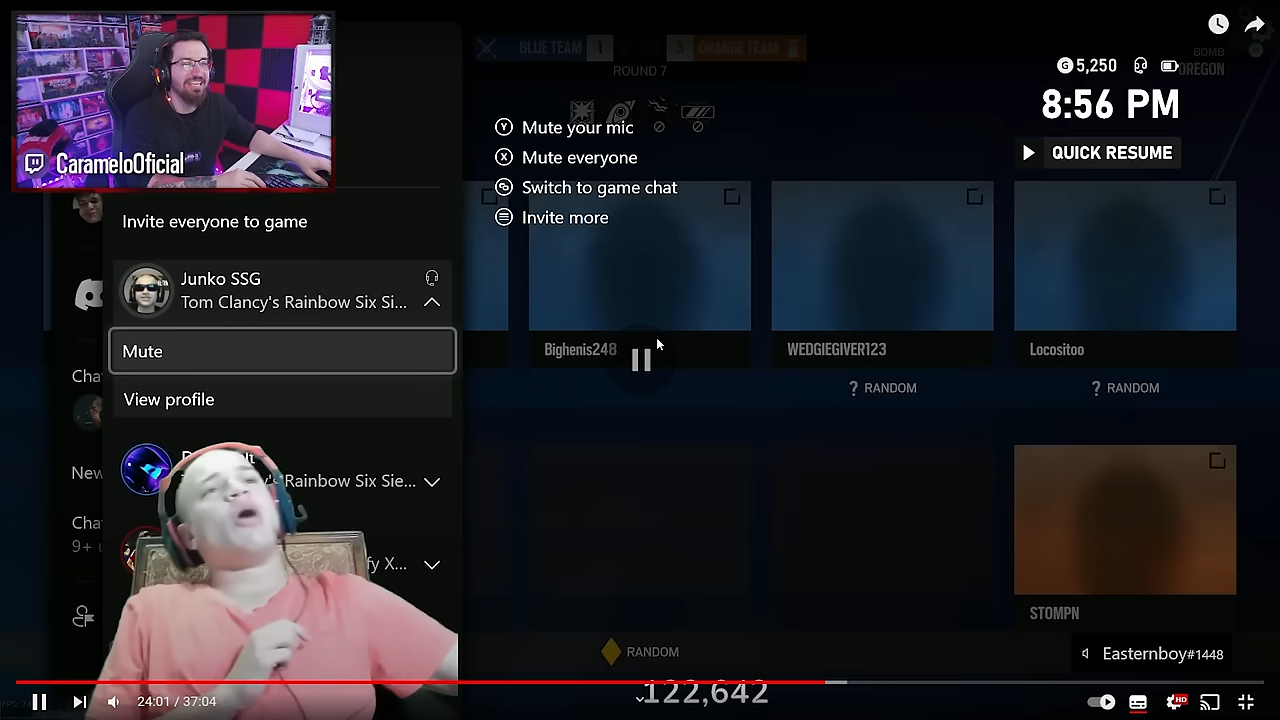 BLUE TEAM 1
5 ORANGE TEAM
ROUND 7
BOMB
OREGON
5,250
8:56 PM
QUICK RESUME
CarameloOficial
Mute your mic
Mute everyone
Switch to game chat
Invite more
Invite everyone to game
Junko SSG
Tom Clancy's Rainbow Six Si...
Mute
View profile
Cha
Rainbow Six Sie...
New
Cha
9+
fy X...
Bighenis248
WEDGIEGIVER123
Locositoo
? RANDOM
? RANDOM
STOMPN
RANDOM
Easternboy#1448
122,642
24:01 / 37:04
HD